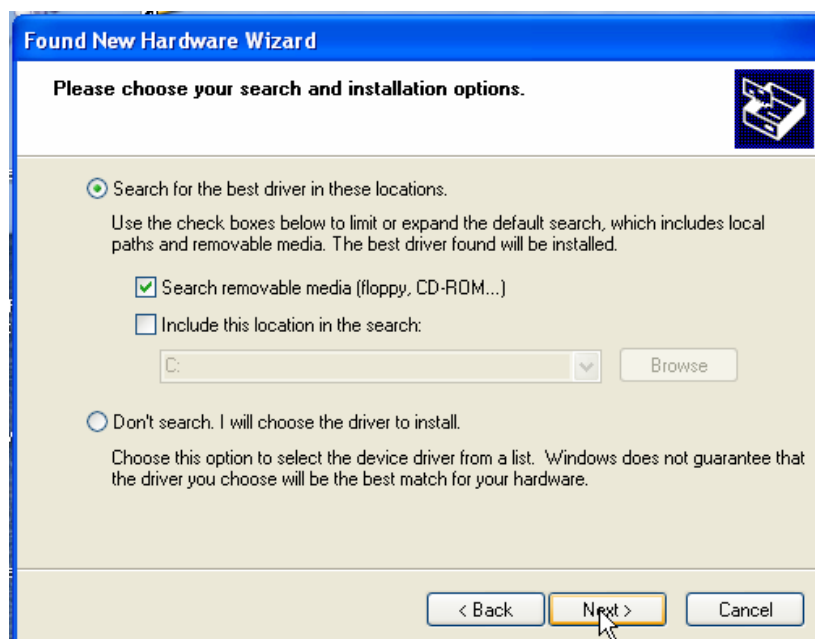 Found New Hardware Wizard
Please choose your search and installation options.
Search for the best driver in these locations.
Use the check boxes below to limit or expand the default search, which includes local
paths and removable media. The best driver found will be installed.
Search removable media (floppy, CD-ROM...)
Include this location in the search:
C:
Browse
Don't search. I will choose the driver to install.
Choose this option to select the device driver from a list.  Windows does not guarantee that
the driver you choose will be the best match for your hardware.
< Back
Next >
Cancel